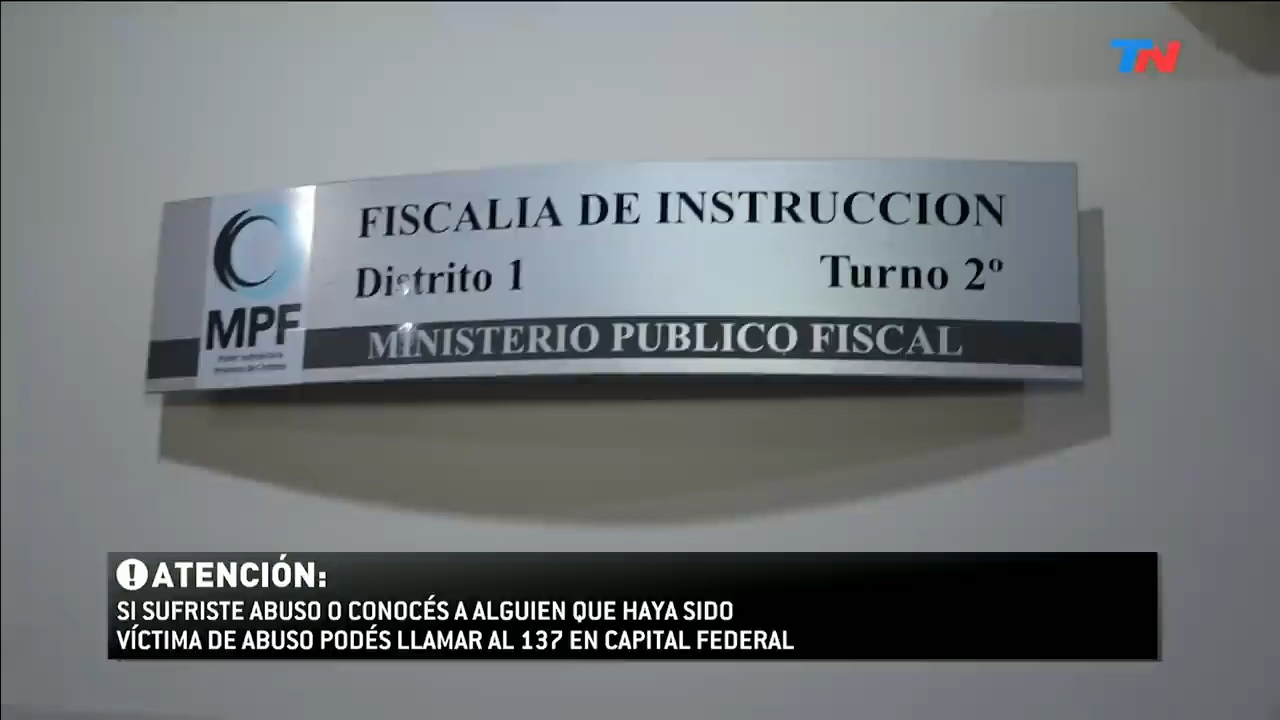 TN
FISCALIA DE INSTRUCCION
Distrito 1 Turno 2º
MPF
MINISTERIO PUBLICO FISCAL
ATENCIÓN:
SI SUFRISTE ABUSO O CONOCÉS A ALGUIEN QUE HAYA SIDO
VÍCTIMA DE ABUSO PODÉS LLAMAR AL 137 EN CAPITAL FEDERAL